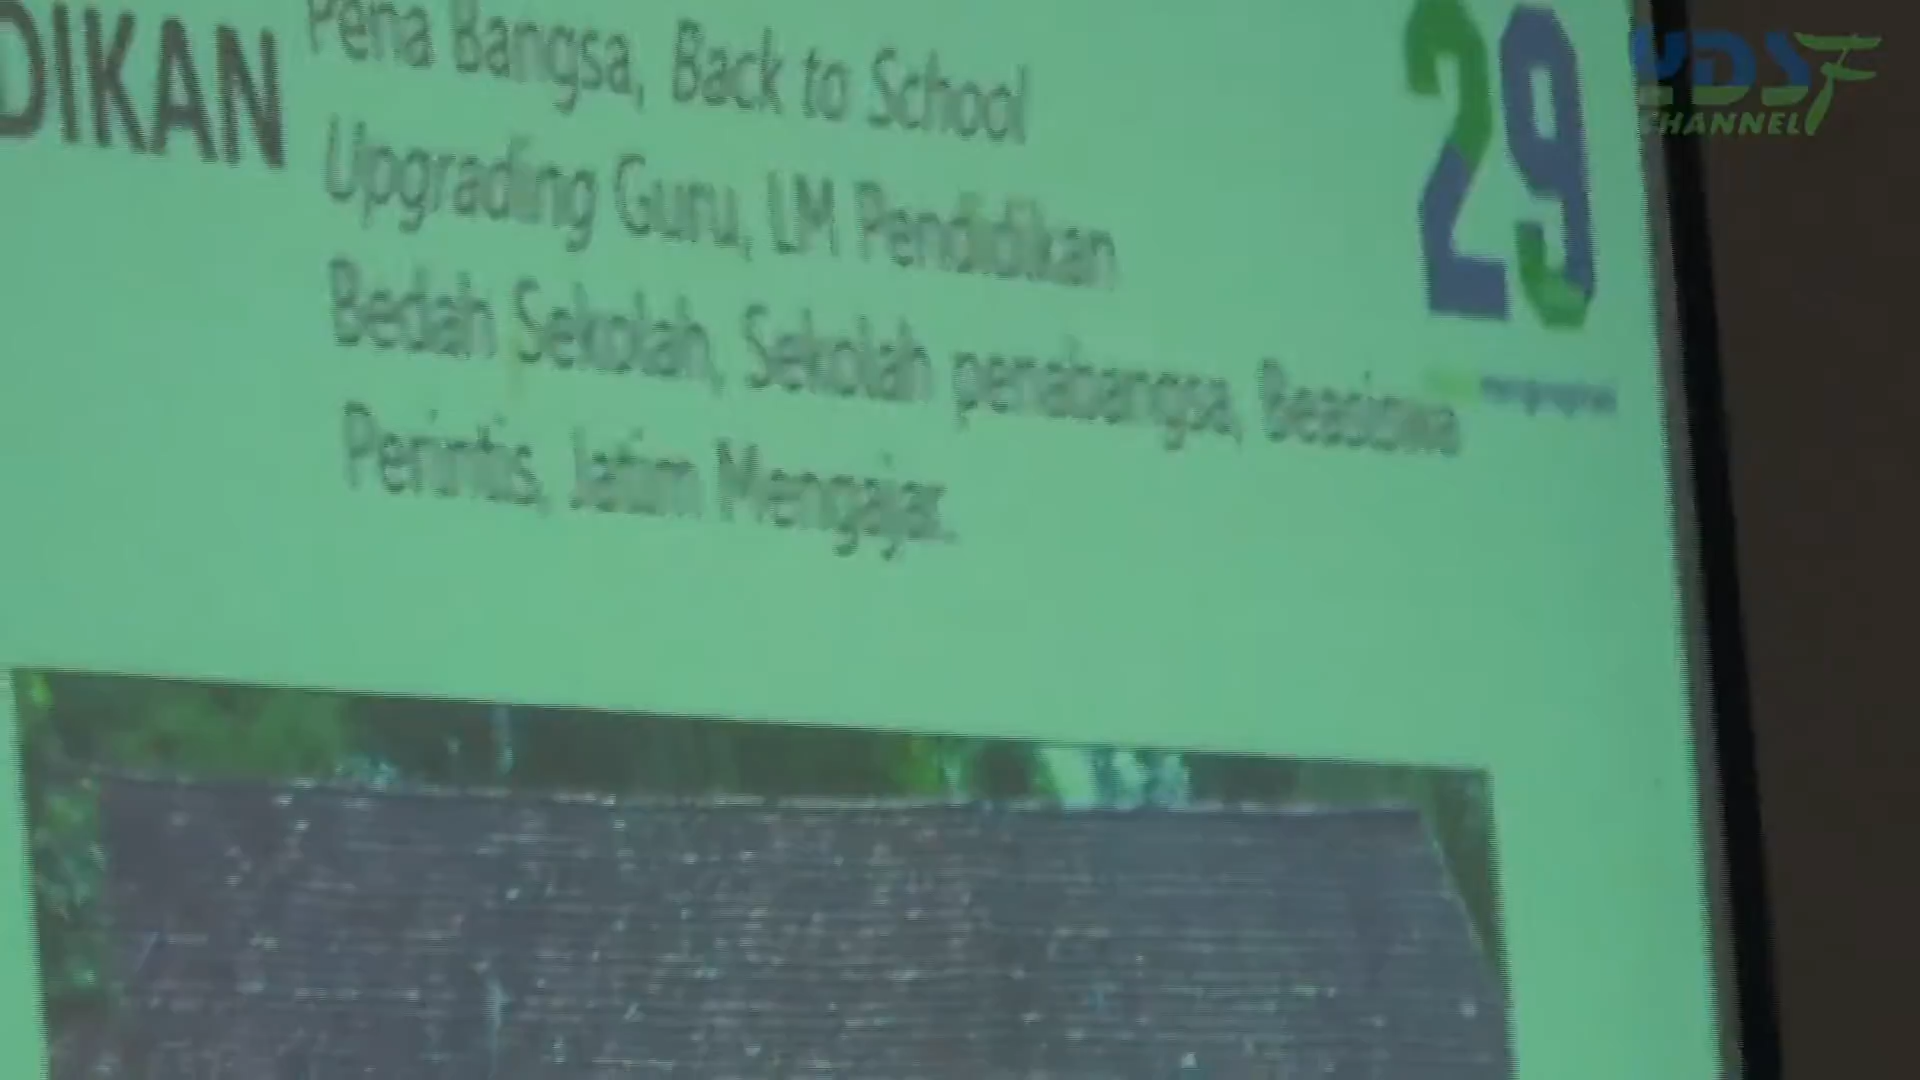 DIKAN
Pena Bangsa, Back to School
Upgrading Guru, LM Pendidikan
Bedah Sekolah, Sekolah penabangsa, Beasiswa
Perintis, Jatim Mengajar.
29
YDSF
CHANNEL